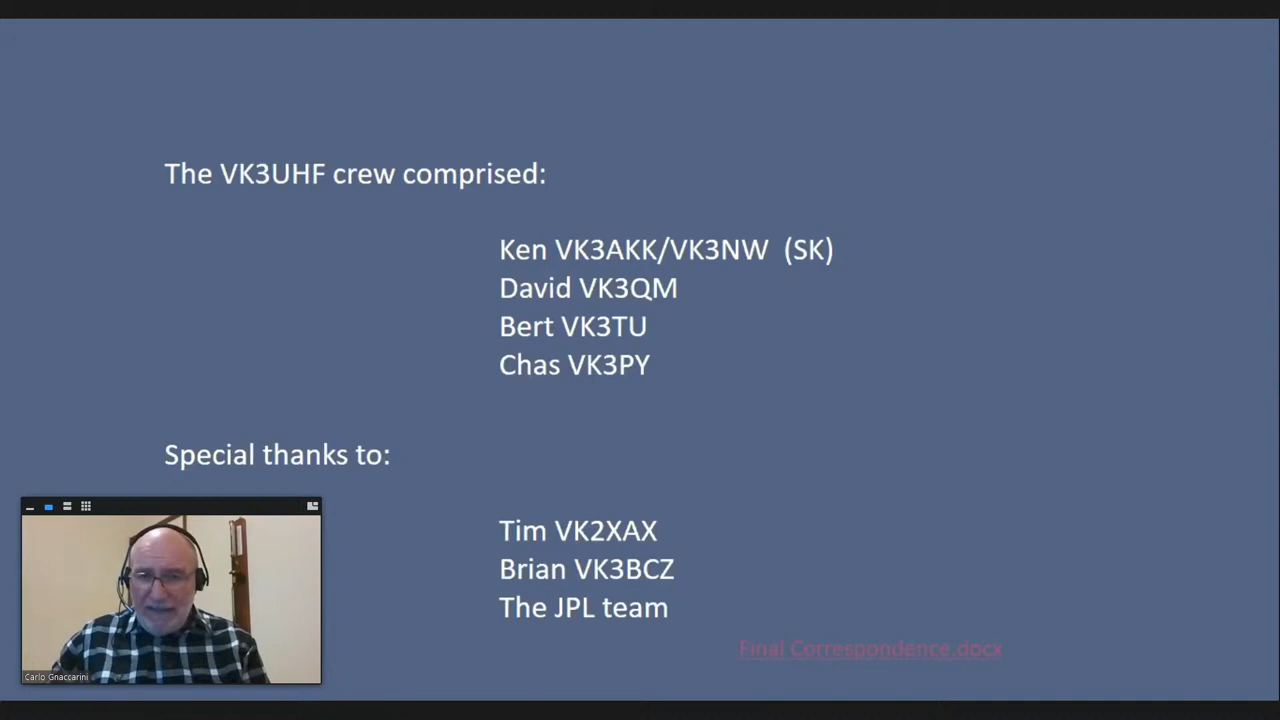 The VK3UHF crew comprised:
Ken VK3AKK/VK3NW (SK)
David VK3QM
Bert VK3TU
Chas VK3PY
Special thanks to:
Tim VK2XAX
Brian VK3BCZ
The JPL team
Final Correspondence.docx
Carlo Gnaccarini